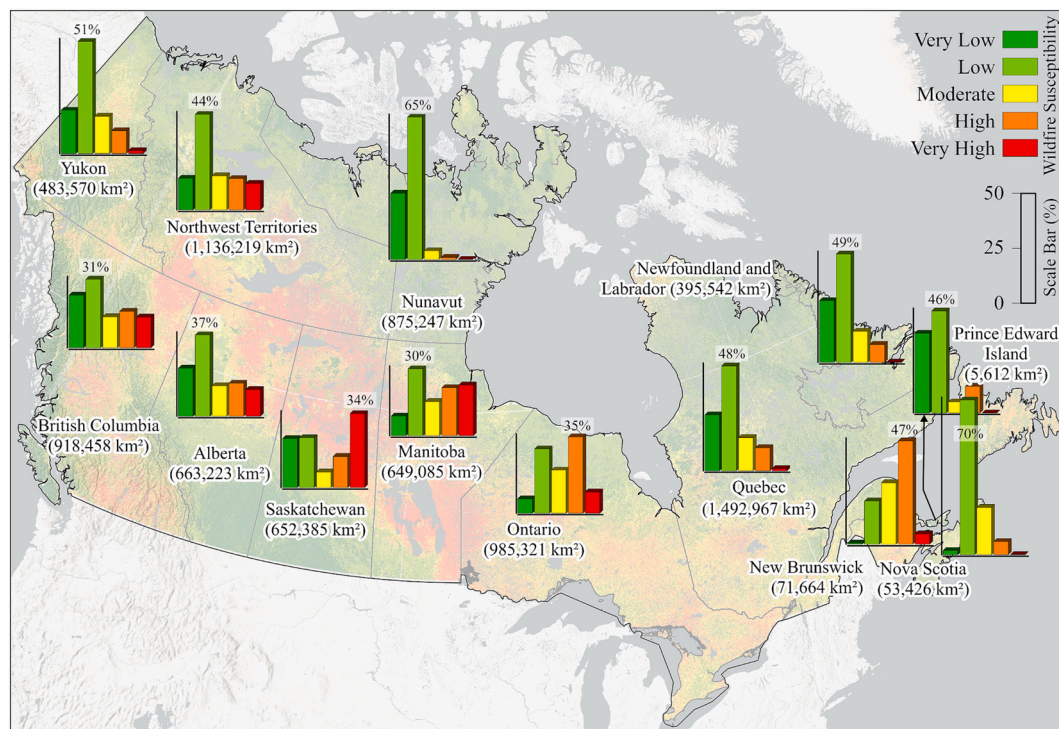 51%
Yukon
(483,570 km²)
44%
Northwest Territories
(1,136,219 km²)
65%
Nunavut
(875,247 km²)
31%
British Columbia
(918,458 km²)
37%
Alberta
(663,223 km²)
34%
Saskatchewan
(652,385 km²)
30%
Manitoba
(649,085 km²)
35%
Ontario
(985,321 km²)
48%
Quebec
(1,492,967 km²)
49%
Newfoundland and
Labrador (395,542 km²)
46%
Prince Edward
Island
(5,612 km²)
47%
New Brunswick
(71,664 km²)
70%
Nova Scotia
(53,426 km²)
Very Low
Low
Moderate
High
Very High
Wildfire Susceptibility
50
25
0
Scale Bar (%)